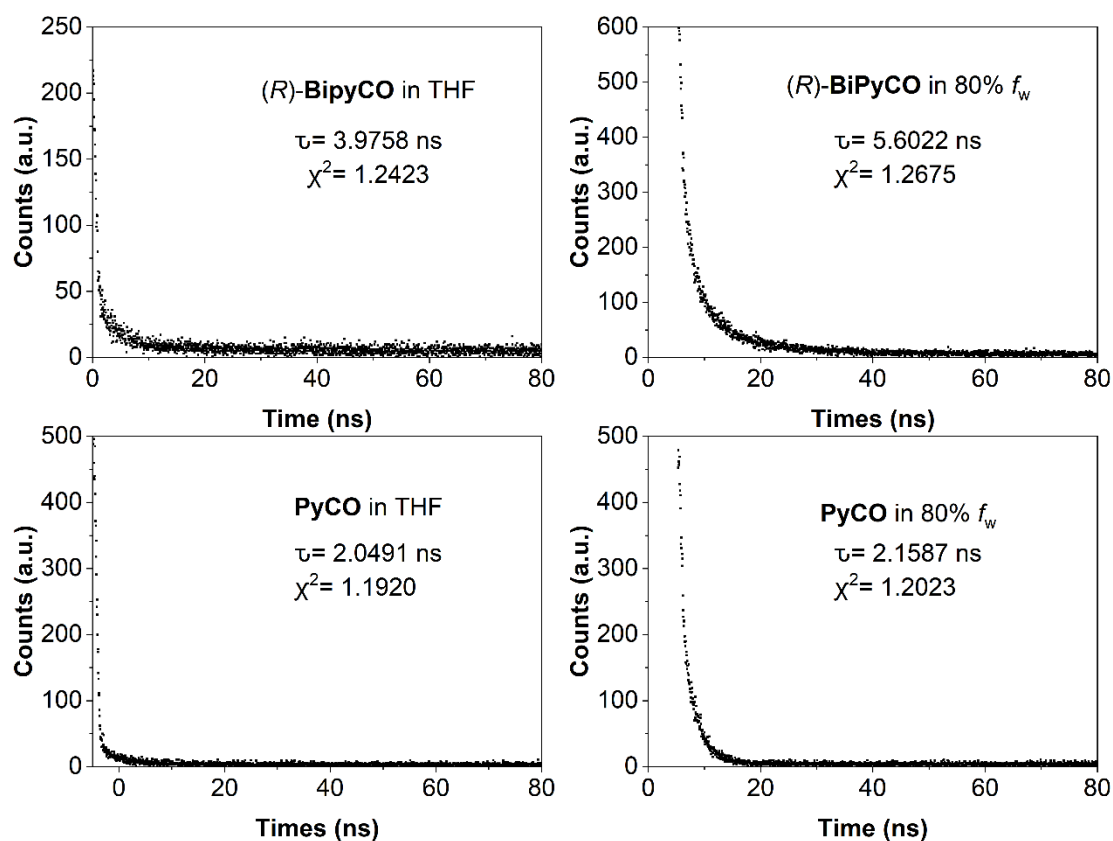 250
200
150
100
50
0
Counts (a.u.)
(R)-BipyCO in THF
τ= 3.9758 ns
χ²= 1.2423
0 20 40 60 80
Time (ns)
600
500
400
300
200
100
0
Counts (a.u.)
(R)-BiPyCO in 80% fw
τ= 5.6022 ns
χ²= 1.2675
0 20 40 60 80
Times (ns)
500
400
300
200
100
0
Counts (a.u.)
PyCO in THF
τ= 2.0491 ns
χ²= 1.1920
0 20 40 60 80
Times (ns)
500
400
300
200
100
0
Counts (a.u.)
PyCO in 80% fw
τ= 2.1587 ns
χ²= 1.2023
0 20 40 60 80
Time (ns)